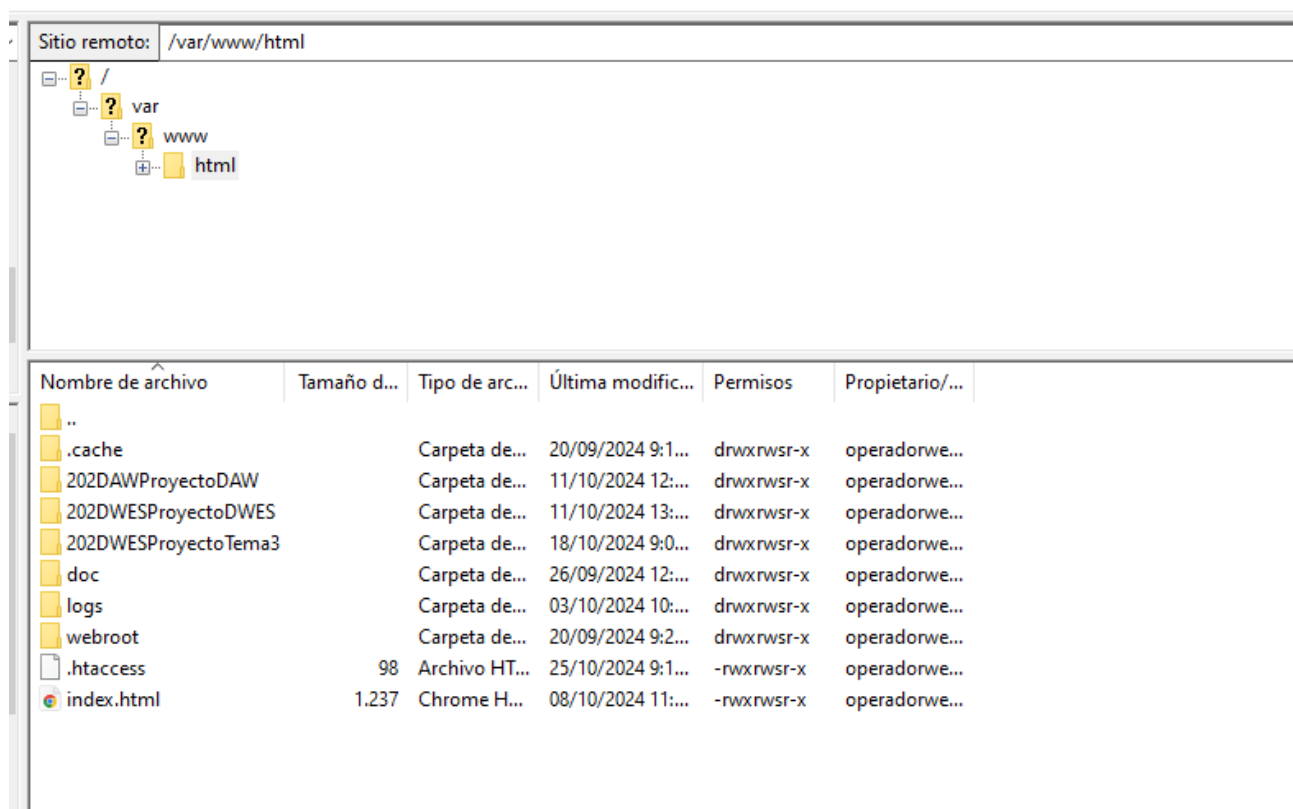 Sitio remoto: /var/www/html
? /
? var
? www
html
Nombre de archivo Tamaño d... Tipo de arc... Última modific... Permisos Propietario/...
..
.cache Carpeta de... 20/09/2024 9:1... drwxrwsr-x operadorwe...
202DAWProyectoDAW Carpeta de... 11/10/2024 12:... drwxrwsr-x operadorwe...
202DWESProyectoDWES Carpeta de... 11/10/2024 13:... drwxrwsr-x operadorwe...
202DWESProyectoTema3 Carpeta de... 18/10/2024 9:0... drwxrwsr-x operadorwe...
doc Carpeta de... 26/09/2024 12:... drwxrwsr-x operadorwe...
logs Carpeta de... 03/10/2024 10:... drwxrwsr-x operadorwe...
webroot Carpeta de... 20/09/2024 9:2... drwxrwsr-x operadorwe...
.htaccess 98 Archivo HT... 25/10/2024 9:1... -rwxrwsr-x operadorwe...
index.html 1.237 Chrome H... 08/10/2024 11:... -rwxrwsr-x operadorwe...